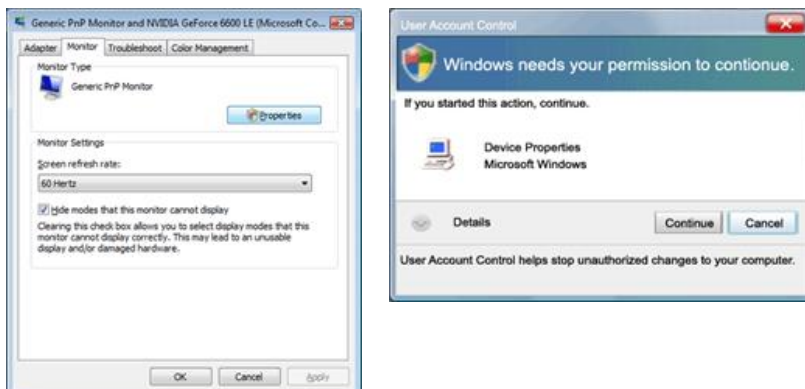 Generic PnP Monitor and NVIDIA GeForce 6600 LE (Microsoft Co...
Adapter Monitor Troubleshoot Color Management
Monitor Type
Generic PnP Monitor
Properties
Monitor Settings
Screen refresh rate:
60 Hertz
Hide modes that this monitor cannot display
Clearing this check box allows you to select display modes that this
monitor cannot display correctly. This may lead to an unusable
display and/or damaged hardware.
OK Cancel Apply
User Account Control
Windows needs your permission to contionue.
If you started this action, continue.
Device Properties
Microsoft Windows
Details Continue Cancel
User Account Control helps stop unauthorized changes to your computer.